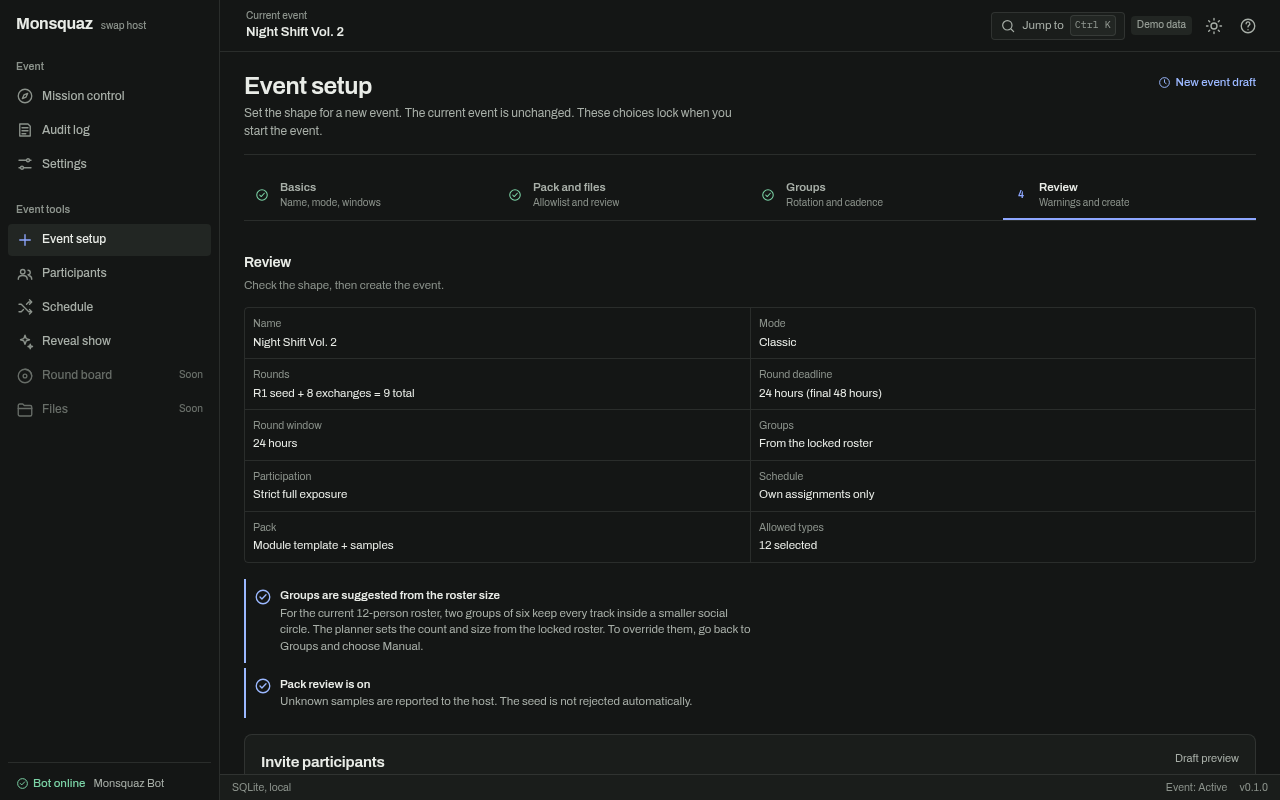 Monsquaz swap host
Event
Mission control
Audit log
Settings
Event tools
Event setup
Participants
Schedule
Reveal show
Round board Soon
Files Soon
Bot online Monsquaz Bot
Current event
Night Shift Vol. 2
Jump to Ctrl K
Demo data
Event setup
New event draft
Set the shape for a new event. The current event is unchanged. These choices lock when you
start the event.
Basics
Name, mode, windows
Pack and files
Allowlist and review
Groups
Rotation and cadence
4 Review
Warnings and create
Review
Check the shape, then create the event.
Name
Night Shift Vol. 2
Mode
Classic
Rounds
R1 seed + 8 exchanges = 9 total
Round deadline
24 hours (final 48 hours)
Round window
24 hours
Groups
From the locked roster
Participation
Strict full exposure
Schedule
Own assignments only
Pack
Module template + samples
Allowed types
12 selected
Groups are suggested from the roster size
For the current 12-person roster, two groups of six keep every track inside a smaller social
circle. The planner sets the count and size from the locked roster. To override them, go back to
Groups and choose Manual.
Pack review is on
Unknown samples are reported to the host. The seed is not rejected automatically.
Invite participants
Draft preview
SQLite, local
Event: Active v0.1.0